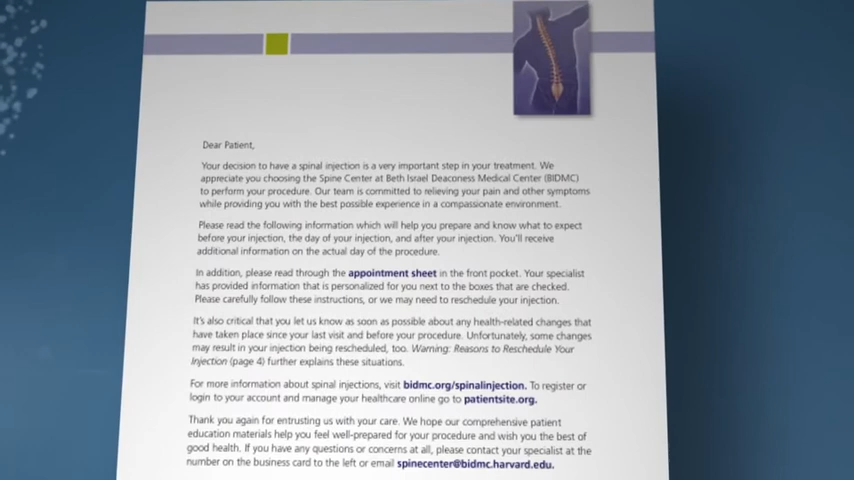 Dear Patient,
Your decision to have a spinal injection is a very important step in your treatment. We
appreciate you choosing the Spine Center at Beth Israel Deaconess Medical Center (BIDMC)
to perform your procedure. Our team is committed to relieving your pain and other symptoms
while providing you with the best possible experience in a compassionate environment.
Please read the following information which will help you prepare and know what to expect
before your injection, the day of your injection, and after your injection. You'll receive
additional information on the actual day of the procedure.
In addition, please read through the appointment sheet in the front pocket. Your specialist
has provided information that is personalized for you next to the boxes that are checked.
Please carefully follow these instructions, or we may need to reschedule your injection.
It's also critical that you let us know as soon as possible about any health-related changes that
have taken place since your last visit and before your procedure. Unfortunately, some changes
may result in your injection being rescheduled, too. Warning: Reasons to Reschedule Your
Injection (page 4) further explains these situations.
For more information about spinal injections, visit bidmc.org/spinalinjection. To register or
login to your account and manage your healthcare online go to patientsite.org.
Thank you again for entrusting us with your care. We hope our comprehensive patient
education materials help you feel well-prepared for your procedure and wish you the best of
good health. If you have any questions or concerns at all, please contact your specialist at the
number on the business card to the left or email spinecenter@bidmc.harvard.edu.